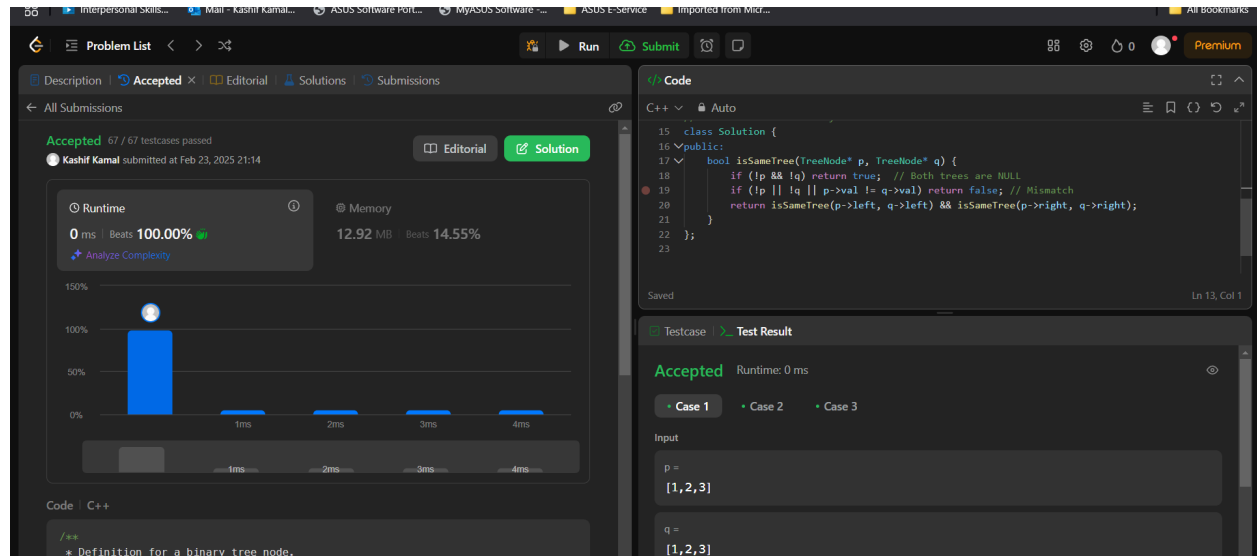 Interpersonal Skills...
Mail - Kashif Kamal...
ASUS Software Port...
MyASUS Software -...
ASUS E-Service
Imported from Micr...
All Bookmarks
Problem List
Run
Submit
0
Premium
Description
Accepted
Editorial
Solutions
Submissions
All Submissions
Accepted 67 / 67 testcases passed
Kashif Kamal submitted at Feb 23, 2025 21:14
Editorial
Solution
Runtime
0 ms | Beats 100.00%
Analyze Complexity
Memory
12.92 MB | Beats 14.55%
150%
100%
50%
0%
1ms 2ms 3ms 4ms
1ms 2ms 3ms 4ms
Code | C++
/**
* Definition for a binary tree node.
</> Code
C++ Auto
15 class Solution {
16 public:
17 bool isSameTree(TreeNode* p, TreeNode* q) {
18 if (!p && !q) return true; // Both trees are NULL
19 if (!p || !q || p->val != q->val) return false; // Mismatch
20 return isSameTree(p->left, q->left) && isSameTree(p->right, q->right);
21 }
22 };
23
Saved
Ln 13, Col 1
Testcase
>_ Test Result
Accepted Runtime: 0 ms
• Case 1 • Case 2 • Case 3
Input
p =
[1,2,3]
q =
[1,2,3]